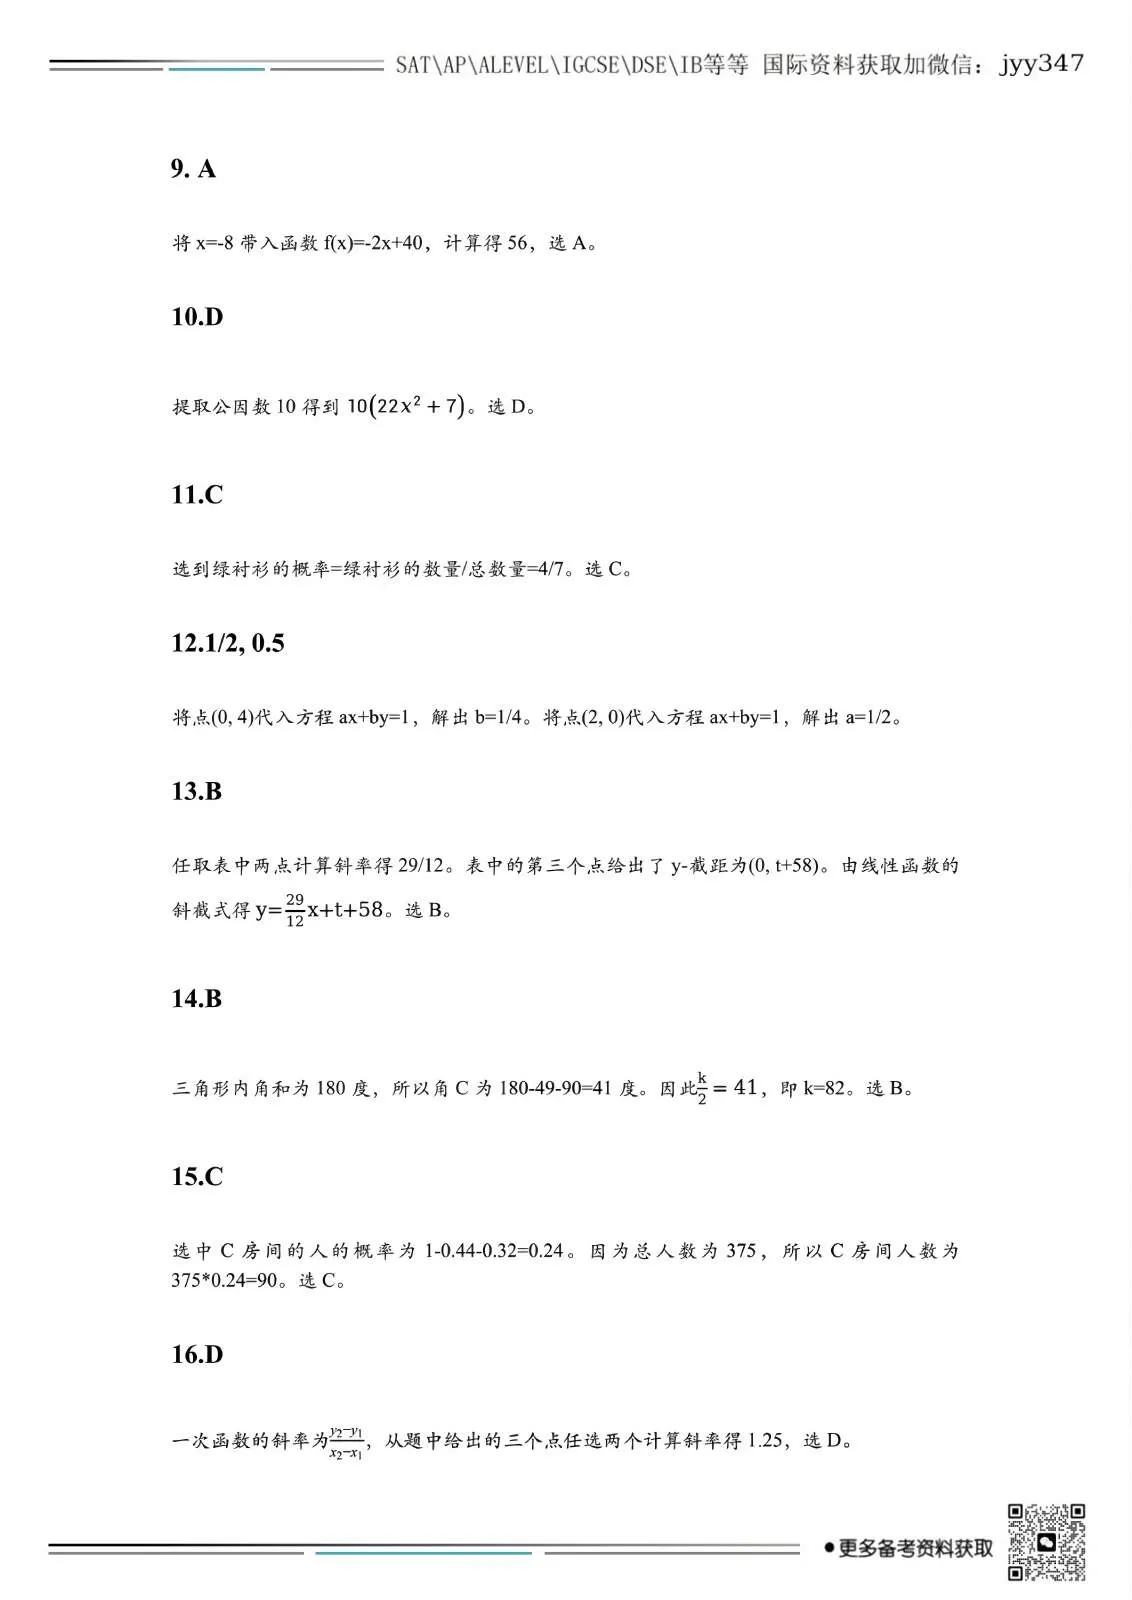 SAT\AP\ALEVEL\IGCSE\DSE\IB等等 国际资料获取加微信：jyy347
9. A
将 x=-8 带入函数 f(x)=-2x+40，计算得 56，选 A。
10.D
提取公因数 10 得到 10(22x² + 7)。选 D。
11.C
选到绿衬衫的概率=绿衬衫的数量/总数量=4/7。选 C。
12.1/2, 0.5
将点(0, 4)代入方程 ax+by=1，解出 b=1/4。将点(2, 0)代入方程 ax+by=1，解出 a=1/2。
13.B
任取表中两点计算斜率得 29/12。表中的第三个点给出了 y-截距为(0, t+58)。由线性函数的
斜截式得 y=29/12x+t+58。选 B。
14.B
三角形内角和为 180 度，所以角 C 为 180-49-90=41 度。因此k/2 = 41，即 k=82。选 B。
15.C
选中 C 房间的人的概率为 1-0.44-0.32=0.24。因为总人数为 375，所以 C 房间人数为
375*0.24=90。选 C。
16.D
一次函数的斜率为y₂−y₁/x₂−x₁，从题中给出的三个点任选两个计算斜率得 1.25，选 D。
●更多备考资料获取